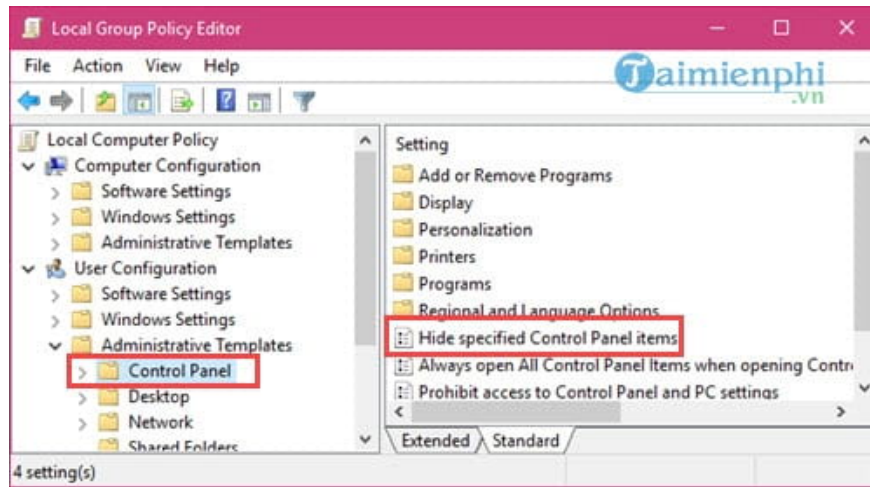 Local Group Policy Editor
File Action View Help
Taimienphi
.vn
Local Computer Policy
Computer Configuration
Software Settings
Windows Settings
Administrative Templates
User Configuration
Software Settings
Windows Settings
Administrative Templates
Control Panel
Desktop
Network
Shared Folders
Setting
Add or Remove Programs
Display
Personalization
Printers
Programs
Regional and Language Options
Hide specified Control Panel items
Always open All Control Panel Items when opening Contr
Prohibit access to Control Panel and PC settings
Extended Standard
4 setting(s)